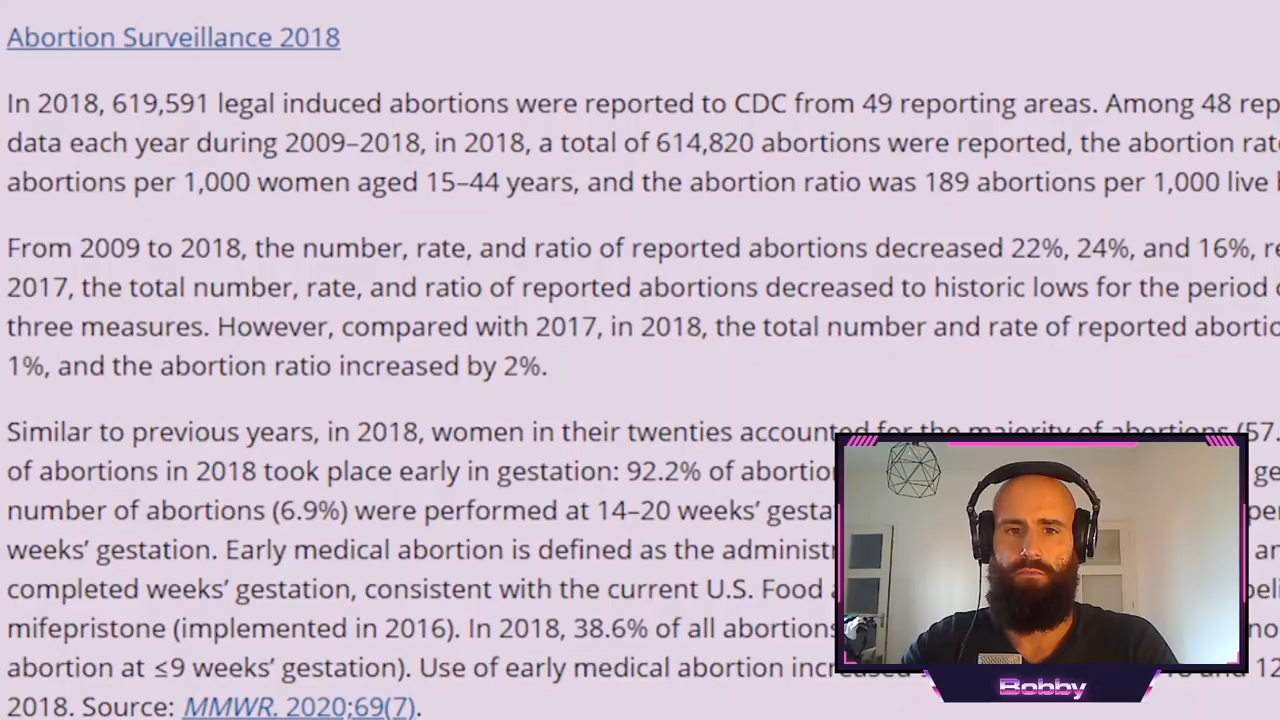 Abortion Surveillance 2018
In 2018, 619,591 legal induced abortions were reported to CDC from 49 reporting areas. Among 48
data each year during 2009–2018, in 2018, a total of 614,820 abortions were reported, the abortion
abortions per 1,000 women aged 15–44 years, and the abortion ratio was 189 abortions per 1,000 live
From 2009 to 2018, the number, rate, and ratio of reported abortions decreased 22%, 24%, and 16%,
2017, the total number, rate, and ratio of reported abortions decreased to historic lows for the period
three measures. However, compared with 2017, in 2018, the total number and rate of reported
1%, and the abortion ratio increased by 2%.
Similar to previous years, in 2018, women in their twenties accounted for the majority of abortions
of abortions in 2018 took place early in gestation: 92.2% of
number of abortions (6.9%) were performed at 14–20 weeks’
weeks’ gestation. Early medical abortion is defined as the
completed weeks’ gestation, consistent with the current U.S. Food
mifepristone (implemented in 2016). In 2018, 38.6% of all abortions
abortion at ≤9 weeks’ gestation). Use of early medical abortion
2018. Source: MMWR. 2020;69(7).
Bobby